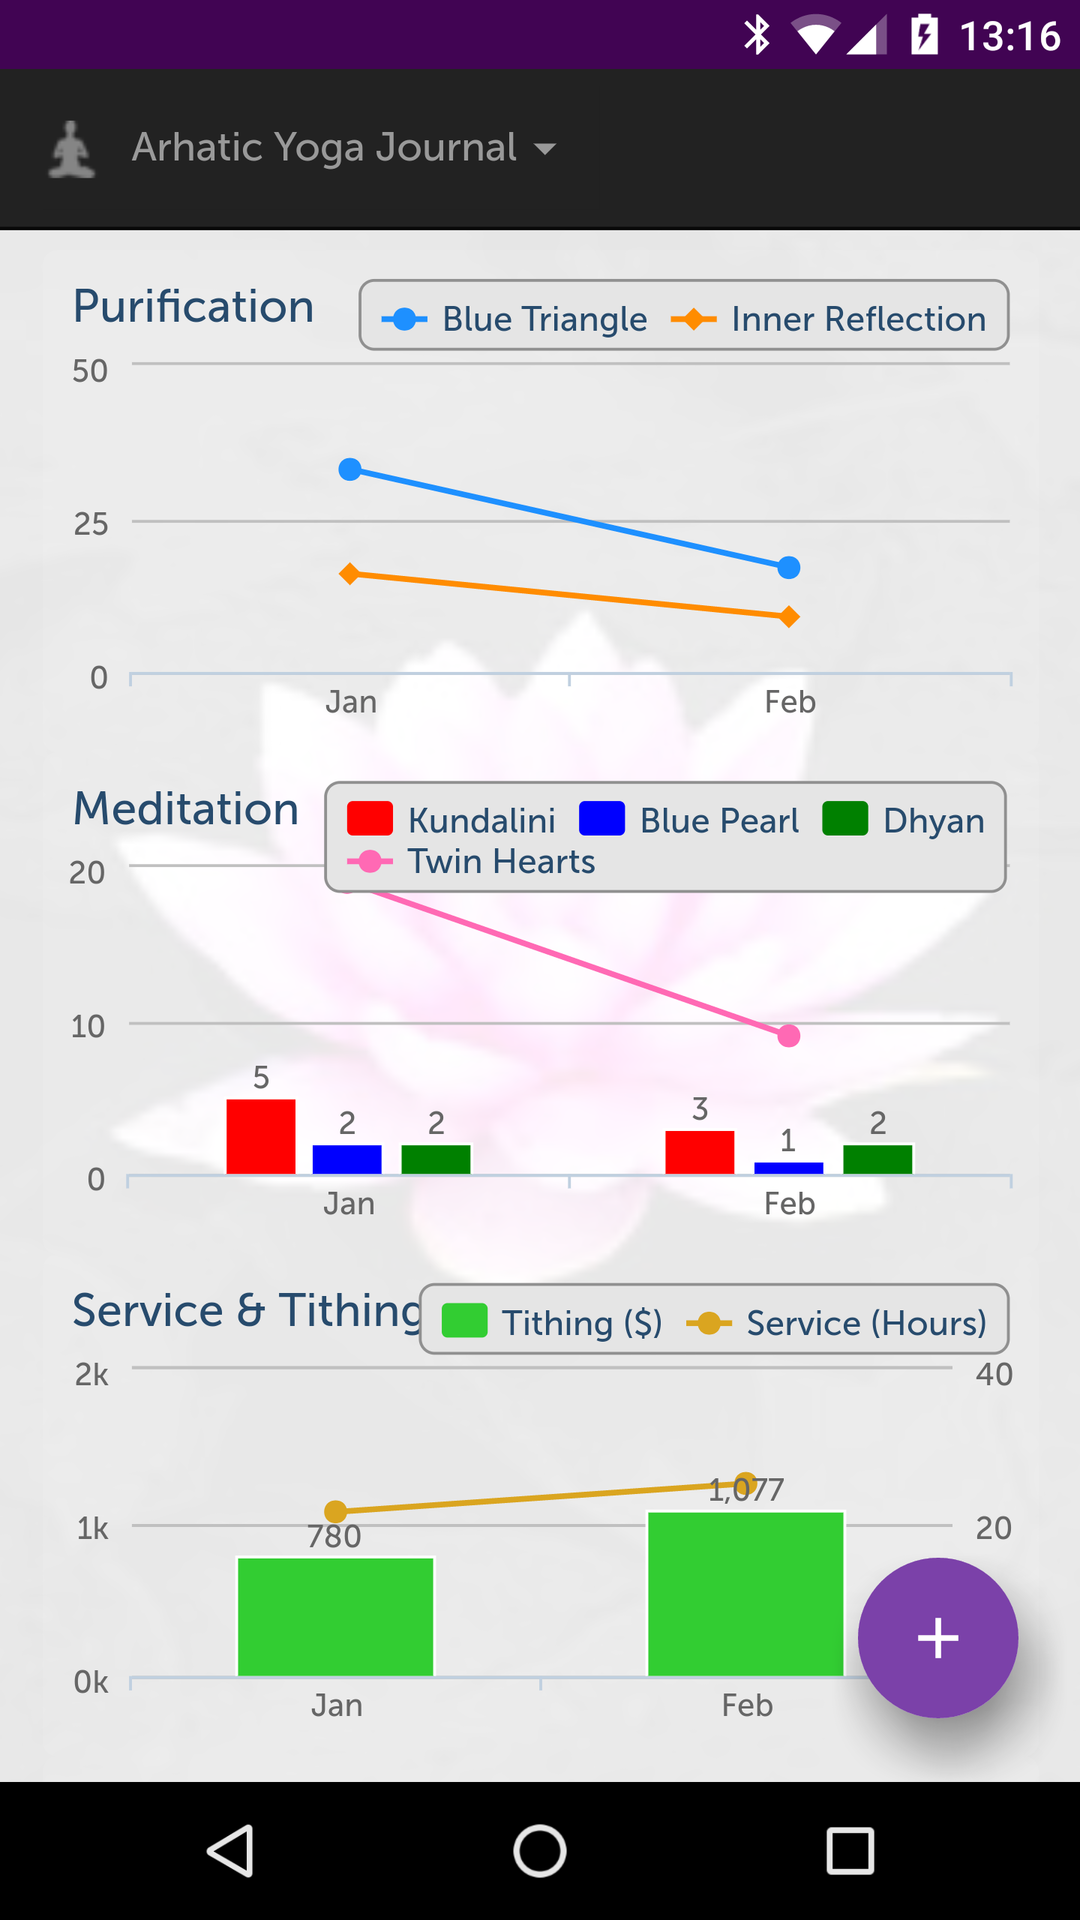 13:16
Arhatic Yoga Journal
Purification
Blue Triangle Inner Reflection
50
25
0
Jan Feb
Meditation
Kundalini Blue Pearl Dhyan
Twin Hearts
20
10
5 2 2 3 1 2
0
Jan Feb
Service & Tithing
Tithing ($) Service (Hours)
2k 40
1,077
1k 780 20
+
0k
Jan Feb